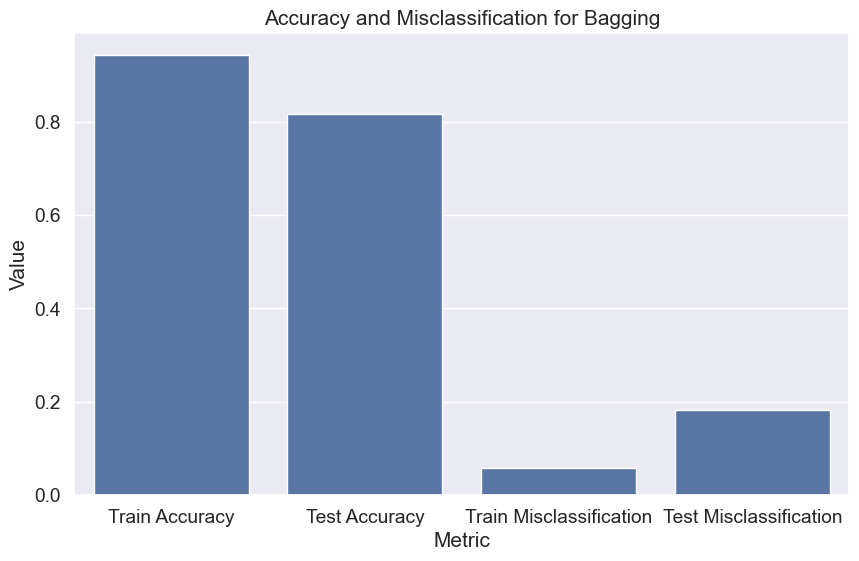 Accuracy and Misclassification for Bagging
Value
0.8
0.6
0.4
0.2
0.0
Train Accuracy
Test Accuracy
Train Misclassification
Test Misclassification
Metric